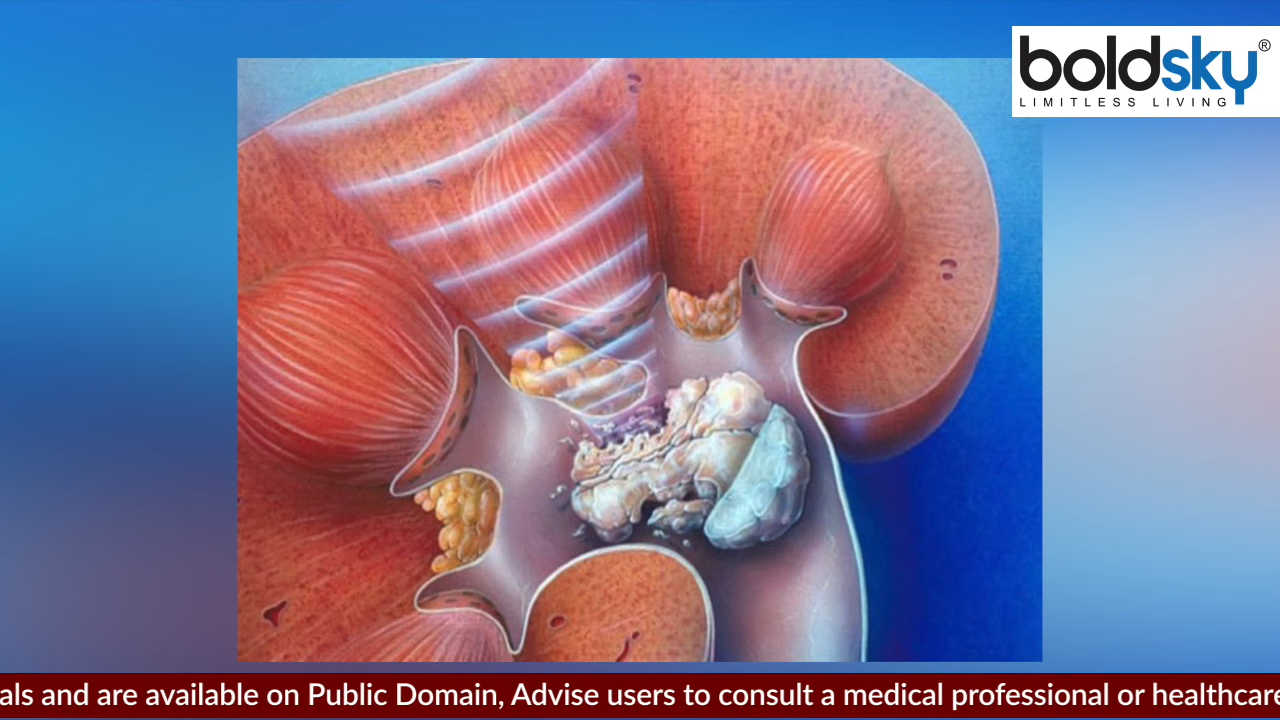 boldsky®
LIMITLESS LIVING
als and are available on Public Domain, Advise users to consult a medical professional or healthcare